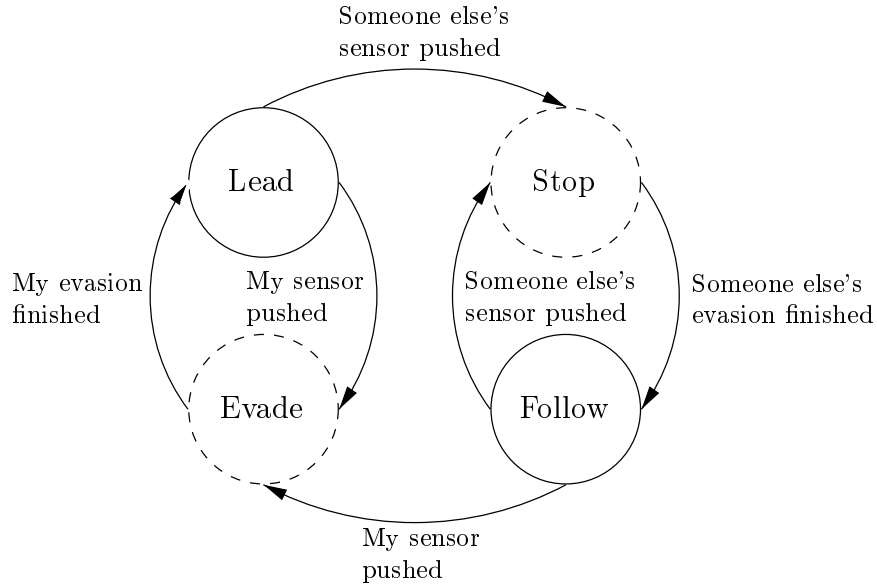 Someone else's
sensor pushed
Lead
Stop
My evasion
finished
My sensor
pushed
Someone else's
sensor pushed
Someone else's
evasion finished
Evade
Follow
My sensor
pushed